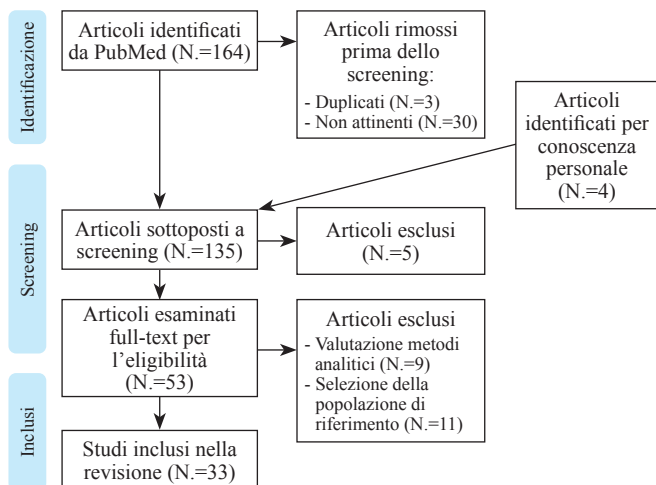 Identificazione
Articoli identificati
da PubMed (N.=164)
Articoli rimossi
prima dello
screening:
- Duplicati (N.=3)
- Non attinenti (N.=30)
Articoli
identificati per
conoscenza
personale
(N.=4)
Screening
Articoli sottoposti a
screening (N.=135)
Articoli esclusi
(N.=5)
Articoli esaminati
full-text per
l'eligibilità
(N.=53)
Articoli esclusi
- Valutazione metodi
analitici (N.=9)
- Selezione della
popolazione di
riferimento (N.=11)
Inclusi
Studi inclusi nella
revisione (N.=33)